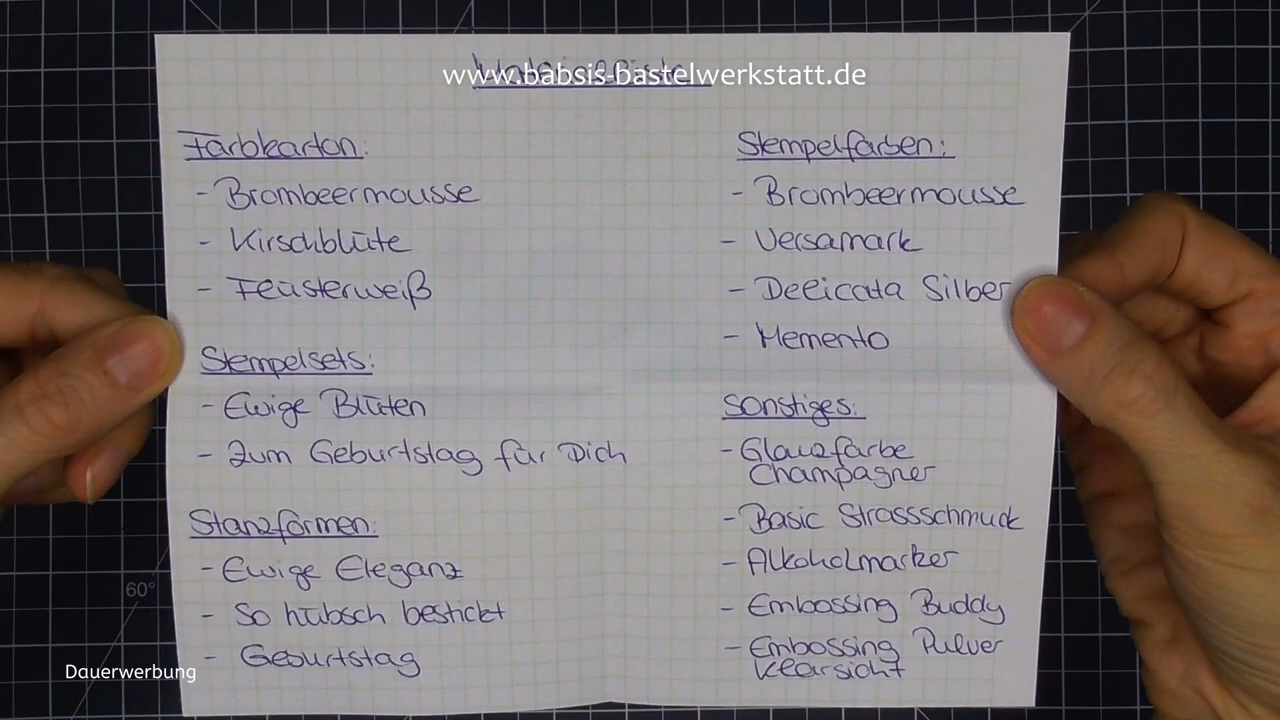 www.babsis-bastelwerkstatt.de
Materialliste
Farbkarton:
- Brombeermousse
- Kirschblüte
- Fensterweiß
Stempelsets:
- Ewige Blüten
- Zum Geburtstag für Dich
Stanzformen:
- Ewige Eleganz
- So hübsch bestickt
- Geburtstag
Stempelfarben:
- Brombeermousse
- Versamark
- Delicata Silber
- Memento
Sonstiges:
- Glanzfarbe
Champagner
- Basic Strassschmuck
- Alkoholmarker
- Embossing Buddy
- Embossing Pulver
klarsicht
60°
Dauerwerbung